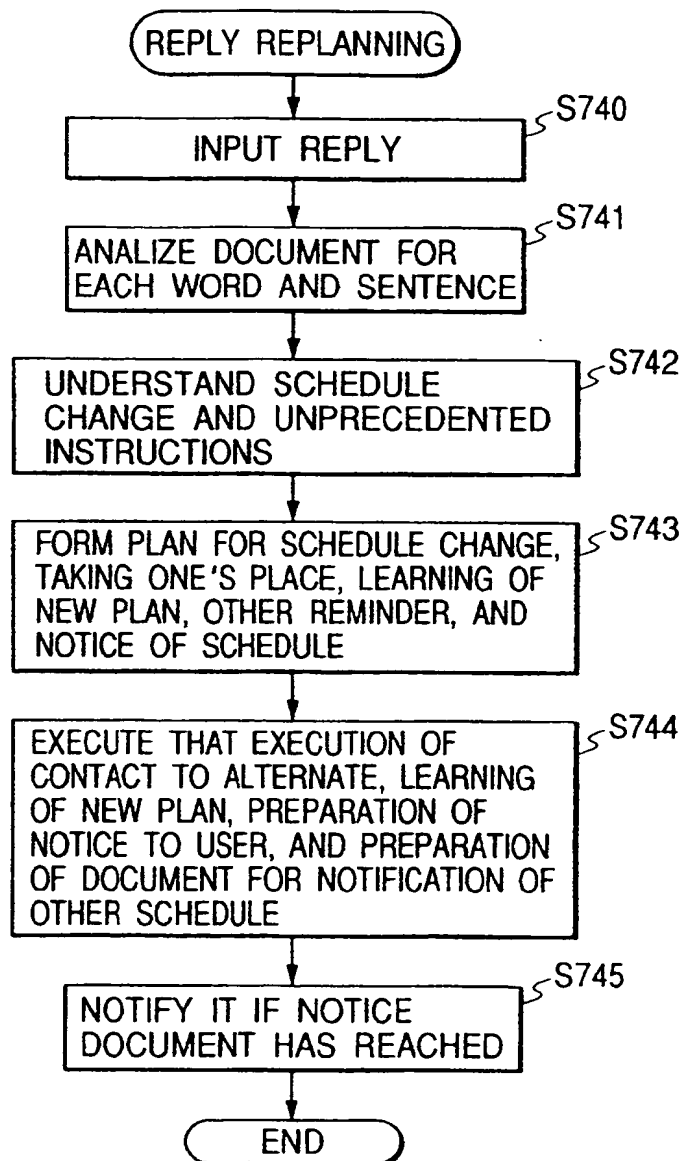 REPLY REPLANNING
S740
INPUT REPLY
S741
ANALIZE DOCUMENT FOR
EACH WORD AND SENTENCE
S742
UNDERSTAND SCHEDULE
CHANGE AND UNPRECEDENTED
INSTRUCTIONS
S743
FORM PLAN FOR SCHEDULE CHANGE,
TAKING ONE'S PLACE, LEARNING OF
NEW PLAN, OTHER REMINDER, AND
NOTICE OF SCHEDULE
S744
EXECUTE THAT EXECUTION OF
CONTACT TO ALTERNATE, LEARNING
OF NEW PLAN, PREPARATION OF
NOTICE TO USER, AND PREPARATION
OF DOCUMENT FOR NOTIFICATION OF
OTHER SCHEDULE
S745
NOTIFY IT IF NOTICE
DOCUMENT HAS REACHED
END